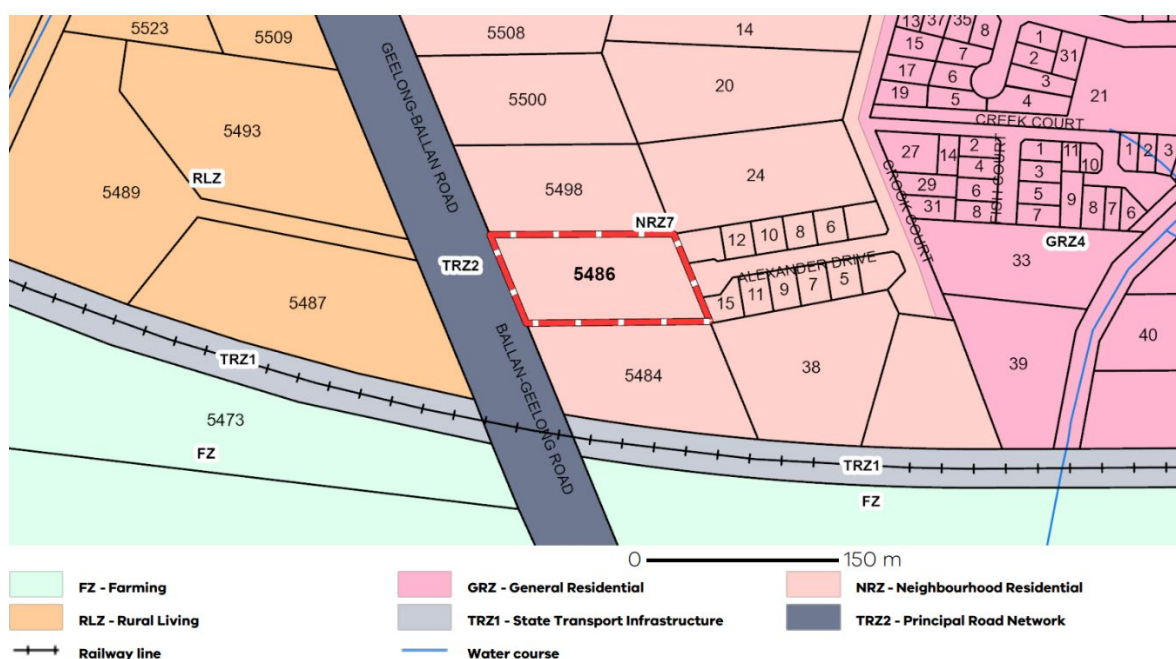 5523
5509
5508
14
13
37
35
8
1
2
31
15
7
17
6
3
19
5
4
21
5500
20
GEELONG-BALLAN ROAD
CREEK COURT
5493
5489
RLZ
5498
24
CROOK COURT
27
14
2
4
6
8
29
31
FISH COURT
1
3
5
7
11
10
9
8
7
6
1
2
3
GRZ4
NRZ7
12
10
8
6
TRZ2
5486
ALEXANDER DRIVE
33
5487
15
11
9
7
5
40
TRZ1
BALLAN-GEELONG ROAD
5484
38
39
5473
FZ
TRZ1
FZ
0
150 m
FZ - Farming
GRZ - General Residential
NRZ - Neighbourhood Residential
RLZ - Rural Living
TRZ1 - State Transport Infrastructure
TRZ2 - Principal Road Network
Railway line
Water course